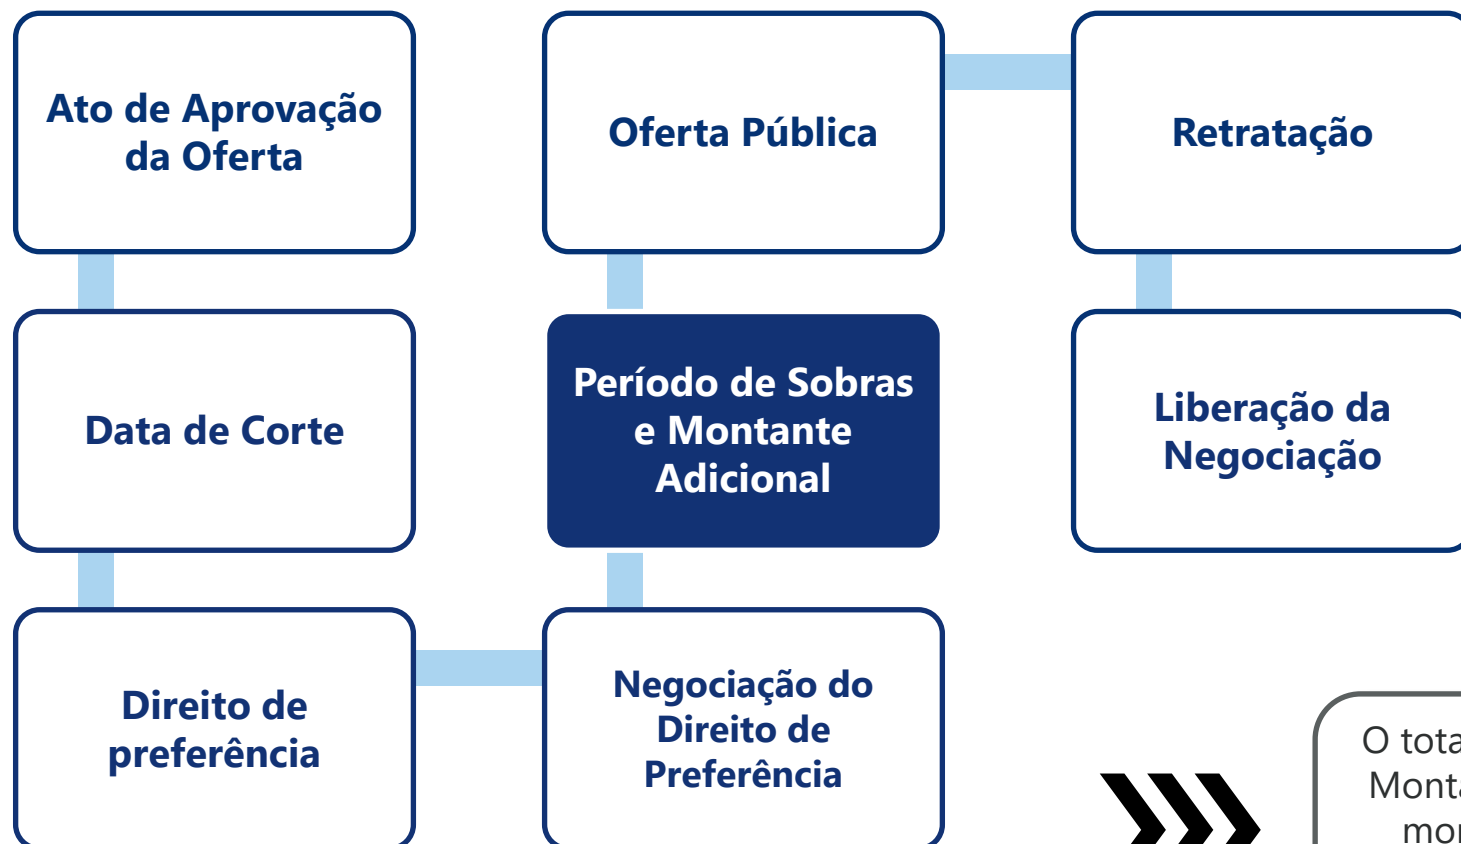 Ato de Aprovação
da Oferta
Data de Corte
Direito de
preferência
Negociação do
Direito de
Preferência
Período de Sobras
e Montante
Adicional
Oferta Pública
Retratação
Liberação da
Negociação
O